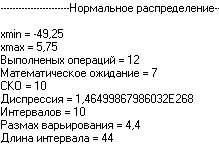 -----------------------Нормальное распределение--
xmin = -49,25
xmax = 5,75
Выполненых операций = 12
Математическое ожидание = 7
СКО = 10
Диспрессия = 1,46499867986032E268
Интервалов = 10
Размах варьирования = 4,4
Длина интервала = 44